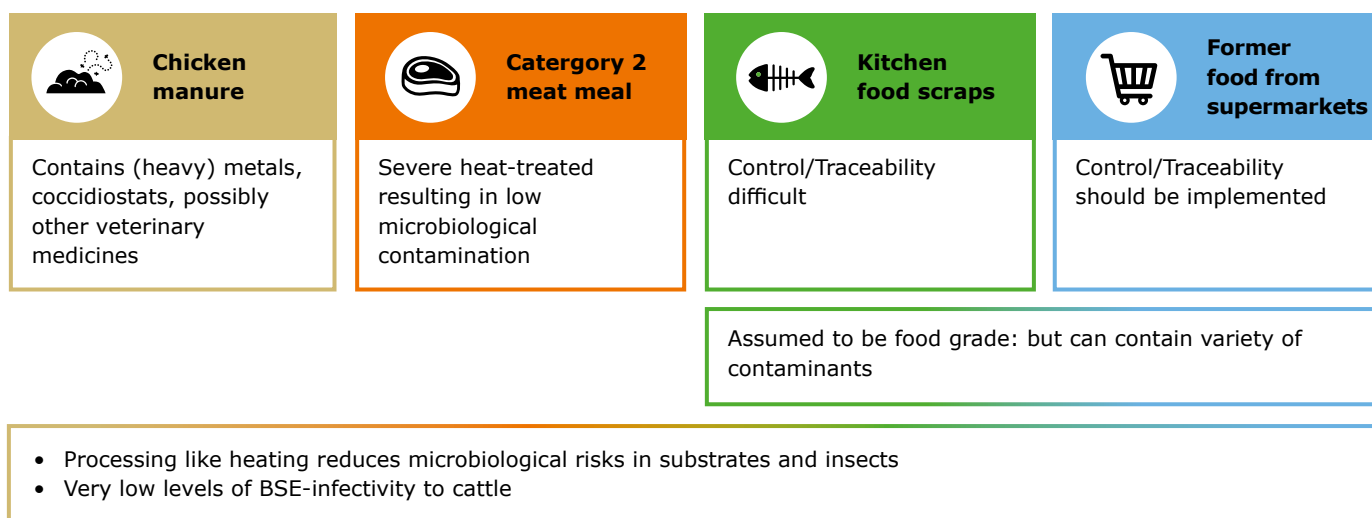 Chicken
manure
Contains (heavy) metals,
coccidiostats, possibly
other veterinary
medicines
Catergory 2
meat meal
Severe heat-treated
resulting in low
microbiological
contamination
Kitchen
food scraps
Control/Traceability
difficult
Former
food from
supermarkets
Control/Traceability
should be implemented
Assumed to be food grade: but can contain variety of
contaminants
• Processing like heating reduces microbiological risks in substrates and insects
• Very low levels of BSE-infectivity to cattle